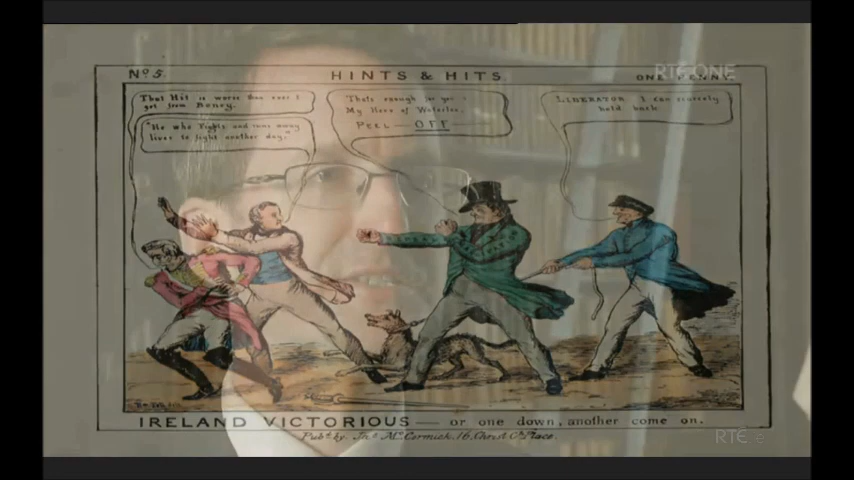 RTÉ ONE
Nº 5.
HINTS & HITS.
ONE PENNY.
That Hit is worse than ever I
got from Boney.
"He who Fights and runs away
lives to fight another day."
Thats enough for you
My Hero of Waterloo.
PEEL — OFF
LIBERATOR I can scarcely
hold back
IRELAND VICTORIOUS — or one down, another come on.
Pubd. by. Jas. Mc. Cormick. 16, Christ Ch. Place.
RTÉ.ie